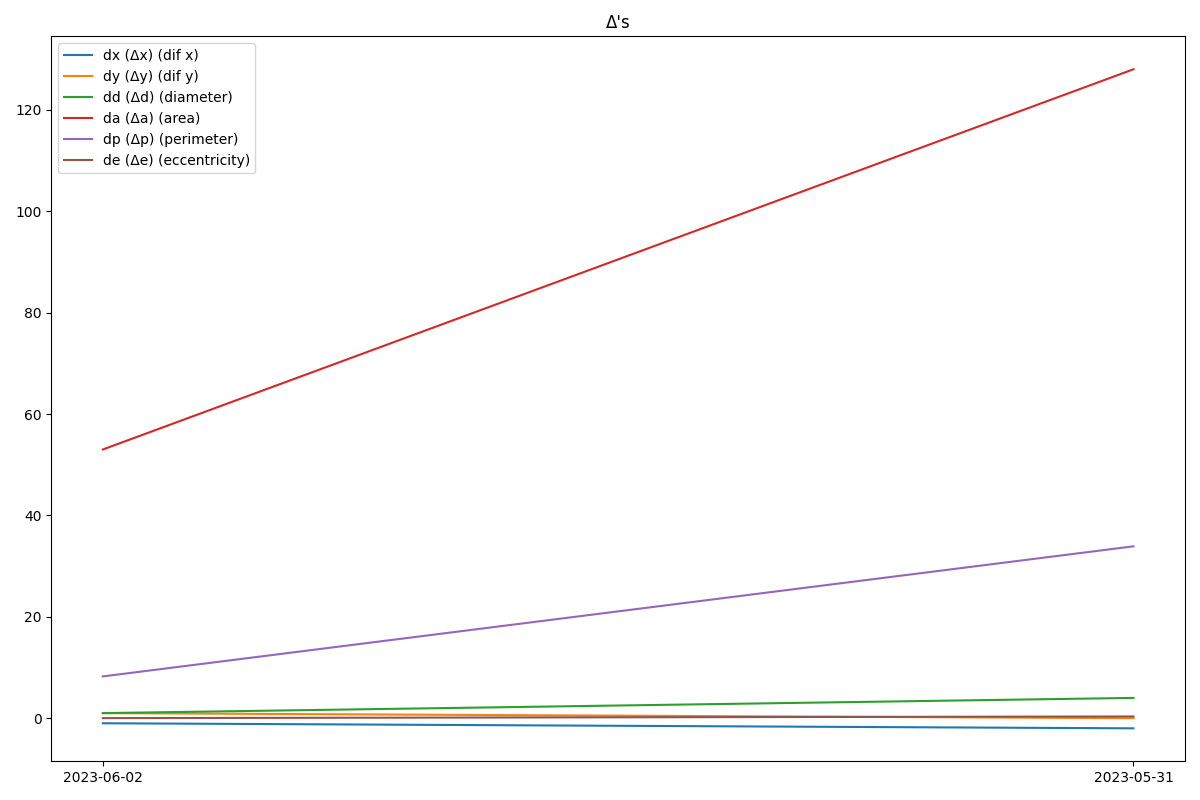 Δ's
dx (Δx) (dif x)
dy (Δy) (dif y)
dd (Δd) (diameter)
da (Δa) (area)
dp (Δp) (perimeter)
de (Δe) (eccentricity)
120
100
80
60
40
20
0
2023-06-02 2023-05-31